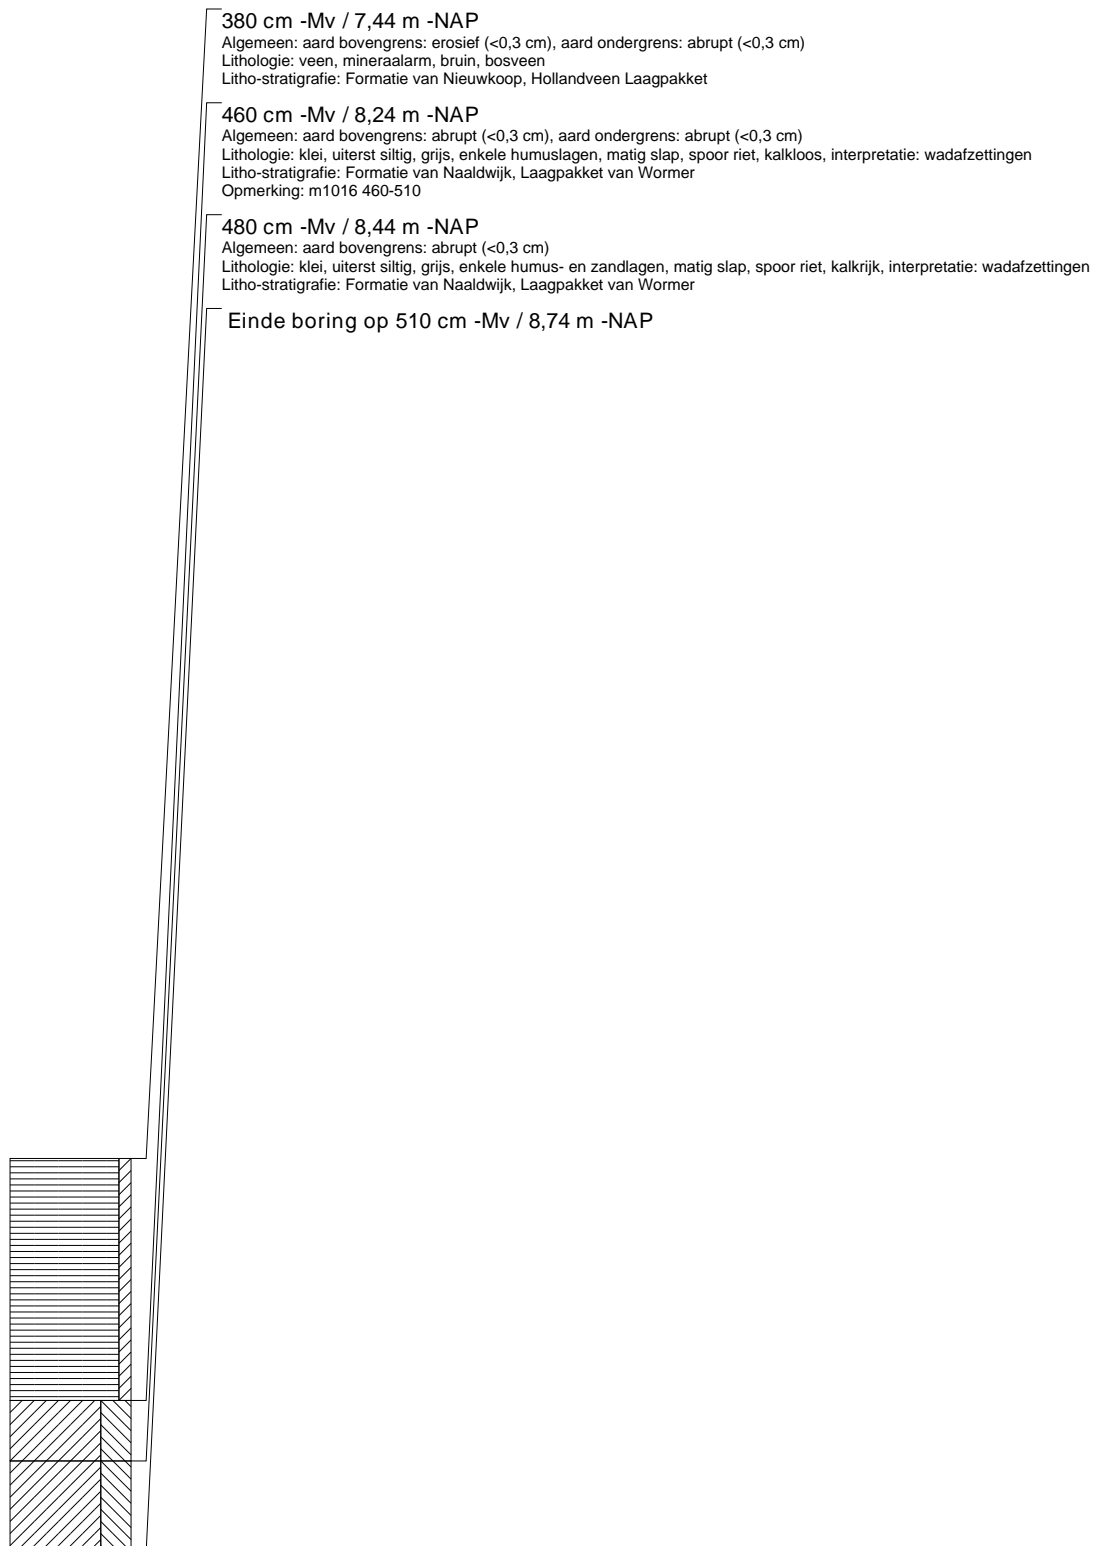 380 cm -Mv / 7,44 m -NAP
Algemeen: aard bovengrens: erosief (<0,3 cm), aard ondergrens: abrupt (<0,3 cm)
Lithologie: veen, mineraalarm, bruin, bosveen
Litho-stratigrafie: Formatie van Nieuwkoop, Hollandveen Laagpakket
460 cm -Mv / 8,24 m -NAP
Algemeen: aard bovengrens: abrupt (<0,3 cm), aard ondergrens: abrupt (<0,3 cm)
Lithologie: klei, uiterst siltig, grijs, enkele humuslagen, matig slap, spoor riet, kalkloos, interpretatie: wadafzettingen
Litho-stratigrafie: Formatie van Naaldwijk, Laagpakket van Wormer
Opmerking: m1016 460-510
480 cm -Mv / 8,44 m -NAP
Algemeen: aard bovengrens: abrupt (<0,3 cm)
Lithologie: klei, uiterst siltig, grijs, enkele humus- en zandlagen, matig slap, spoor riet, kalkrijk, interpretatie: wadafzettingen
Litho-stratigrafie: Formatie van Naaldwijk, Laagpakket van Wormer
Einde boring op 510 cm -Mv / 8,74 m -NAP